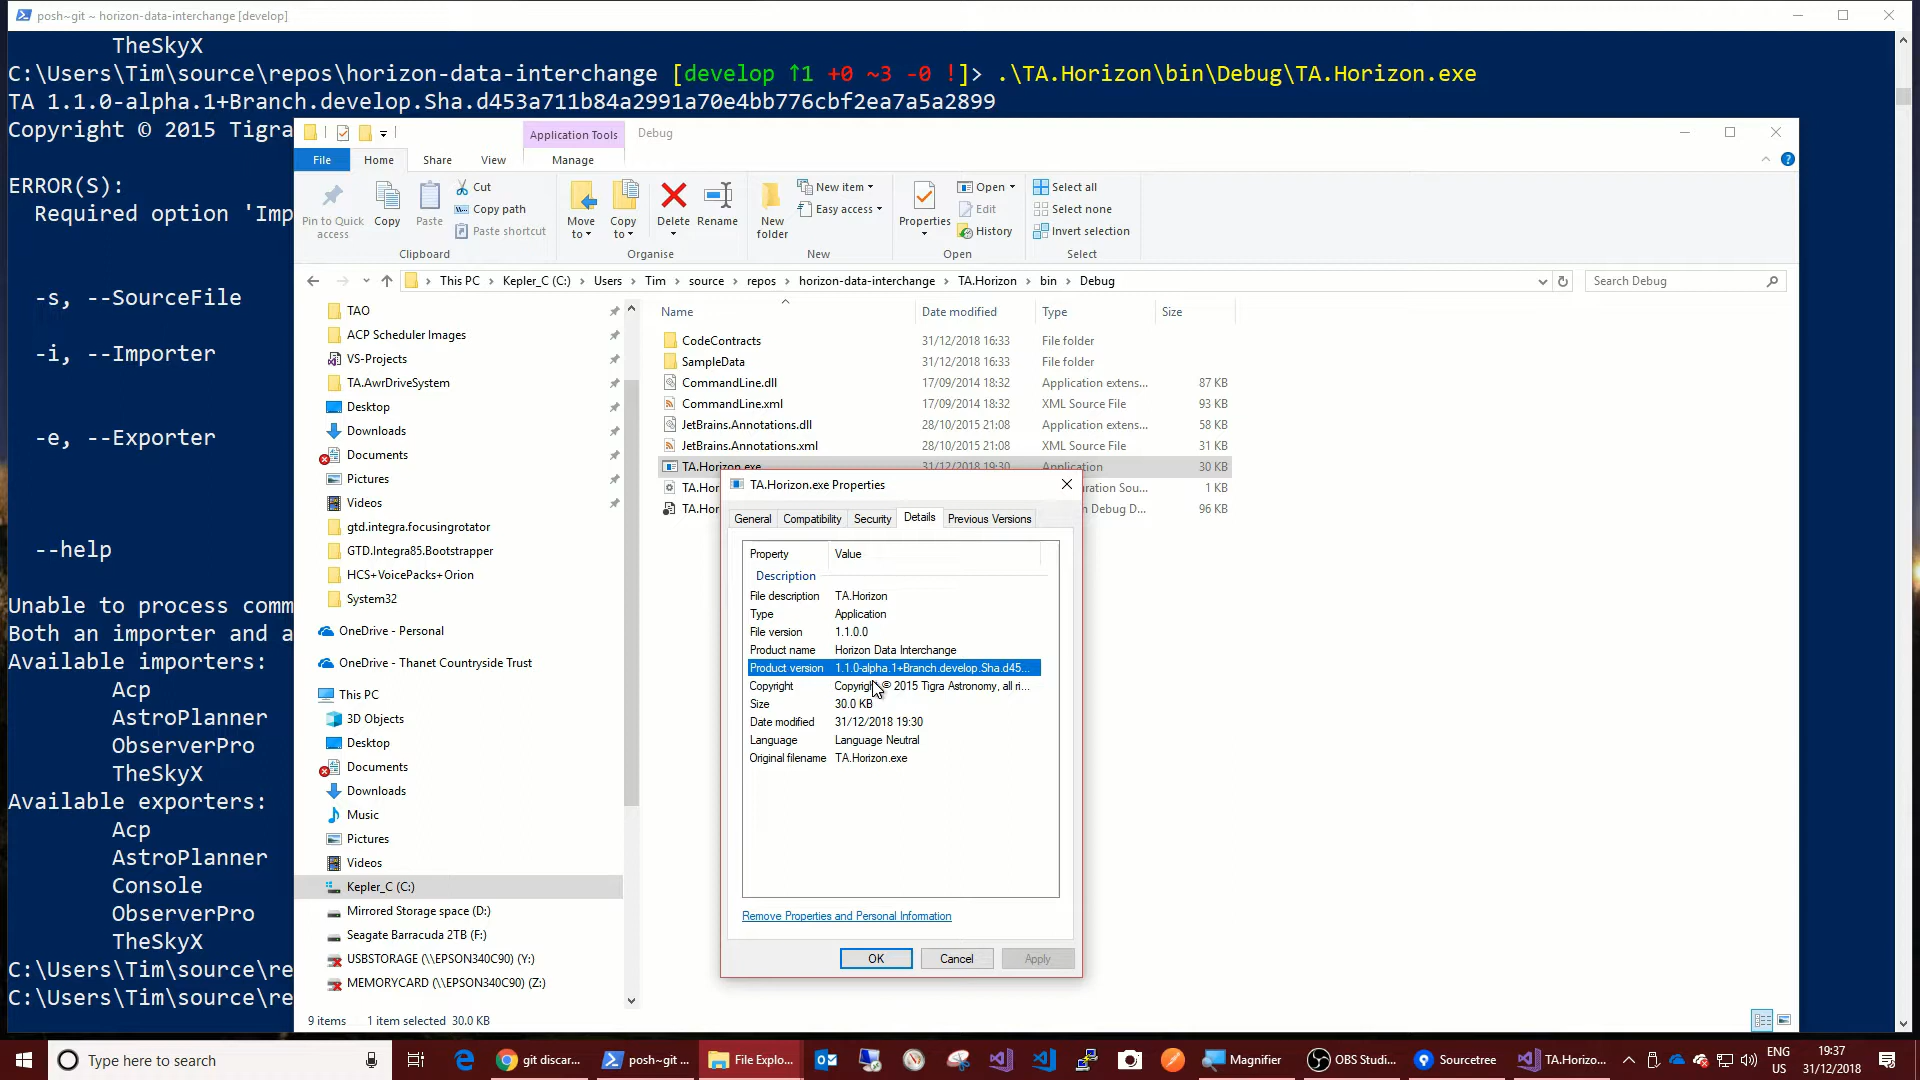 posh~git ~ horizon-data-interchange [develop]
TheSkyX
C:\Users\Tim\source\repos\horizon-data-interchange [develop ↑1 +0 ~3 -0 !]> .\TA.Horizon\bin\Debug\TA.Horizon.exe
TA 1.1.0-alpha.1+Branch.develop.Sha.d453a711b84a2991a70e4bb776cbf2ea7a5a2899
Copyright © 2015 Tigra
ERROR(S):
Required option 'Imp
-s, --SourceFile
-i, --Importer
-e, --Exporter
--help
Unable to process comm
Both an importer and a
Available importers:
Acp
AstroPlanner
ObserverPro
TheSkyX
Available exporters:
Acp
AstroPlanner
Console
ObserverPro
TheSkyX
C:\Users\Tim\source\re
C:\Users\Tim\source\re
Application Tools Debug
File Home Share View Manage
Pin to Quick access
Copy
Paste
Cut
Copy path
Paste shortcut
Clipboard
Move to
Copy to
Delete
Rename
Organise
New folder
New item
Easy access
New
Properties
Open
Edit
History
Open
Select all
Select none
Invert selection
Select
This PC > Kepler_C (C:) > Users > Tim > source > repos > horizon-data-interchange > TA.Horizon > bin > Debug
Search Debug
TAO
ACP Scheduler Images
VS-Projects
TA.AwrDriveSystem
Desktop
Downloads
Documents
Pictures
Videos
gtd.integra.focusingrotator
GTD.Integra85.Bootstrapper
HCS+VoicePacks+Orion
System32
OneDrive - Personal
OneDrive - Thanet Countryside Trust
This PC
3D Objects
Desktop
Documents
Downloads
Music
Pictures
Videos
Kepler_C (C:)
Mirrored Storage space (D:)
Seagate Barracuda 2TB (F:)
USBSTORAGE (\\EPSON340C90) (Y:)
MEMORYCARD (\\EPSON340C90) (Z:)
Name Date modified Type Size
CodeContracts 31/12/2018 16:33 File folder
SampleData 31/12/2018 16:33 File folder
CommandLine.dll 17/09/2014 18:32 Application extens... 87 KB
CommandLine.xml 17/09/2014 18:32 XML Source File 93 KB
JetBrains.Annotations.dll 28/10/2015 21:08 Application extens... 58 KB
JetBrains.Annotations.xml 28/10/2015 21:08 XML Source File 31 KB
TA.Horizon.exe 31/12/2018 19:30 Application 30 KB
TA.Hor ration Sou... 1 KB
TA.Hor n Debug D... 96 KB
TA.Horizon.exe Properties
General Compatibility Security Details Previous Versions
Property Value
Description
File description TA.Horizon
Type Application
File version 1.1.0.0
Product name Horizon Data Interchange
Product version 1.1.0-alpha.1+Branch.develop.Sha.d45...
Copyright Copyright © 2015 Tigra Astronomy, all ri...
Size 30.0 KB
Date modified 31/12/2018 19:30
Language Language Neutral
Original filename TA.Horizon.exe
Remove Properties and Personal Information
OK Cancel Apply
9 items 1 item selected 30.0 KB
Type here to search
git discar...
posh~git ...
File Explo...
Magnifier
OBS Studi...
Sourcetree
TA.Horizo...
ENG
US
19:37
31/12/2018